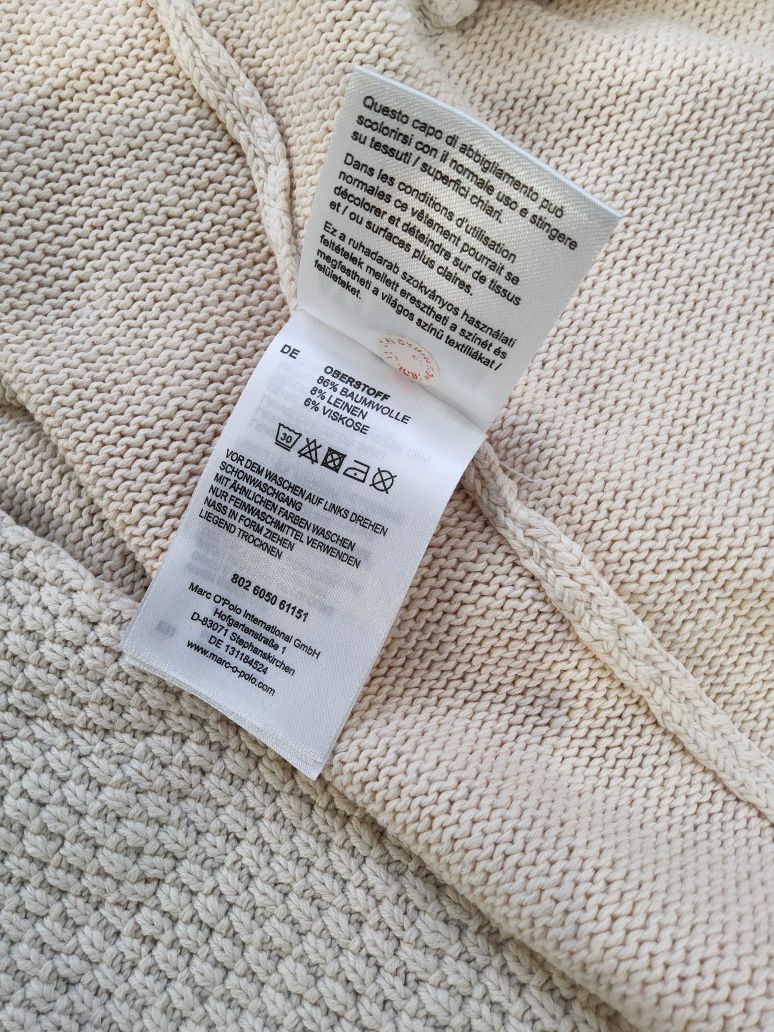 Questo capo di abbigliamento può
scolorirsi con il normale uso e stingere
su tessuti / superfici chiari.
Dans les conditions d'utilisation
normales ce vêtement pourrait se
décolorer et déteindre sur de tissus
et / ou surfaces plus claires.
Ez a ruhadarab szokványos használati
feltételek mellett eresztheti a színét és
megfestheti a világos színű textíliákat /
felületeket.
DE OBERSTOFF
86% BAUMWOLLE
8% LEINEN
6% VISKOSE
30
VOR DEM WASCHEN AUF LINKS DREHEN
SCHONWASCHGANG
MIT ÄHNLICHEN FARBEN WASCHEN
NUR FEINWASCHMITTEL VERWENDEN
NASS IN FORM ZIEHEN
LIEGEND TROCKNEN
802 6050 61151
Marc O'Polo International GmbH
Hofgartenstraße 1
D-83071 Stephanskirchen
DE 131184524
www.marc-o-polo.com